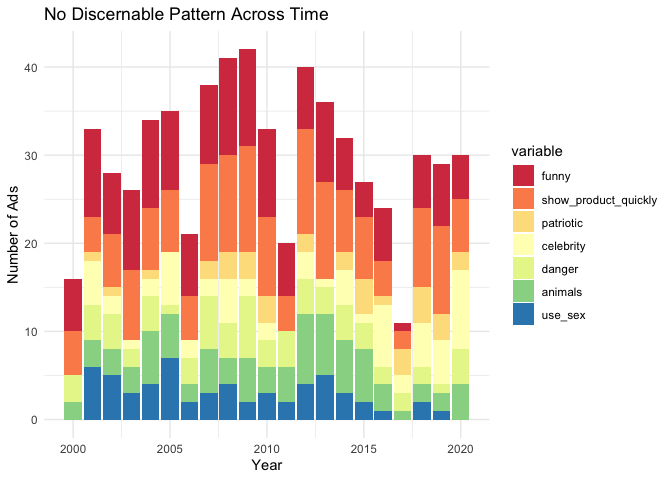 No Discernable Pattern Across Time
Number of Ads
40
30
20
10
0
2000
2005
2010
2015
2020
Year
variable
funny
show_product_quickly
patriotic
celebrity
danger
animals
use_sex